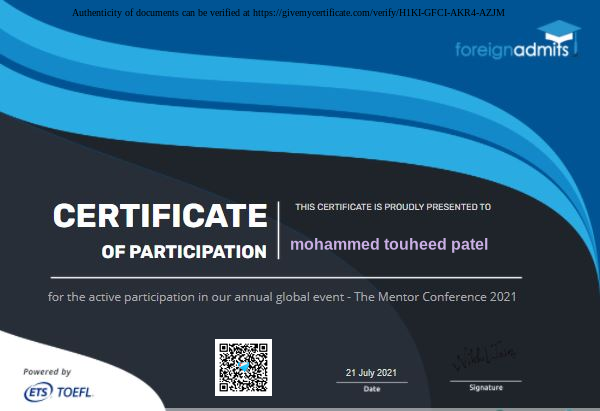 Authenticity of documents can be verified at https://givemycertificate.com/verify/H1KI-GFCI-AKR4-AZJM
foreignadmits
CERTIFICATE
OF PARTICIPATION
THIS CERTIFICATE IS PROUDLY PRESENTED TO
mohammed touheed patel
for the active participation in our annual global event - The Mentor Conference 2021
Powered by
ETS TOEFL
21 July 2021
Date
Signature